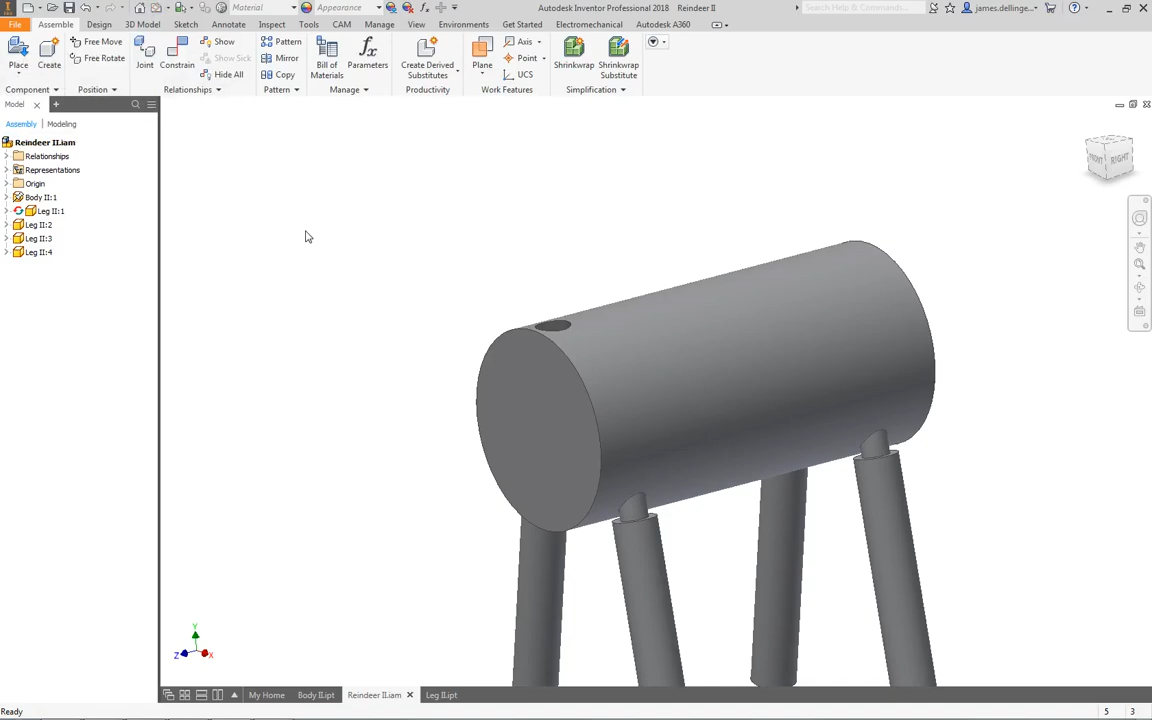 Material
Appearance
Autodesk Inventor Professional 2018 Reindeer II
Search Help & Commands...
james.dellinge...
File Assemble Design 3D Model Sketch Annotate Inspect Tools CAM Manage View Environments Get Started Electromechanical Autodesk A360
Place
Create
Free Move
Free Rotate
Joint
Constrain
Show
Show Sick
Hide All
Pattern
Mirror
Copy
Bill of
Materials
Parameters
Create Derived
Substitutes
Plane
Axis
Point
UCS
Shrinkwrap
Shrinkwrap
Substitute
Component Position Relationships Pattern Manage Productivity Work Features Simplification
Model
Assembly Modeling
Reindeer II.iam
Relationships
Representations
Origin
Body II:1
Leg II:1
Leg II:2
Leg II:3
Leg II:4
RIGHT
Y
Z X
My Home Body II.ipt Reindeer II.iam Leg II.ipt
Ready 5 3